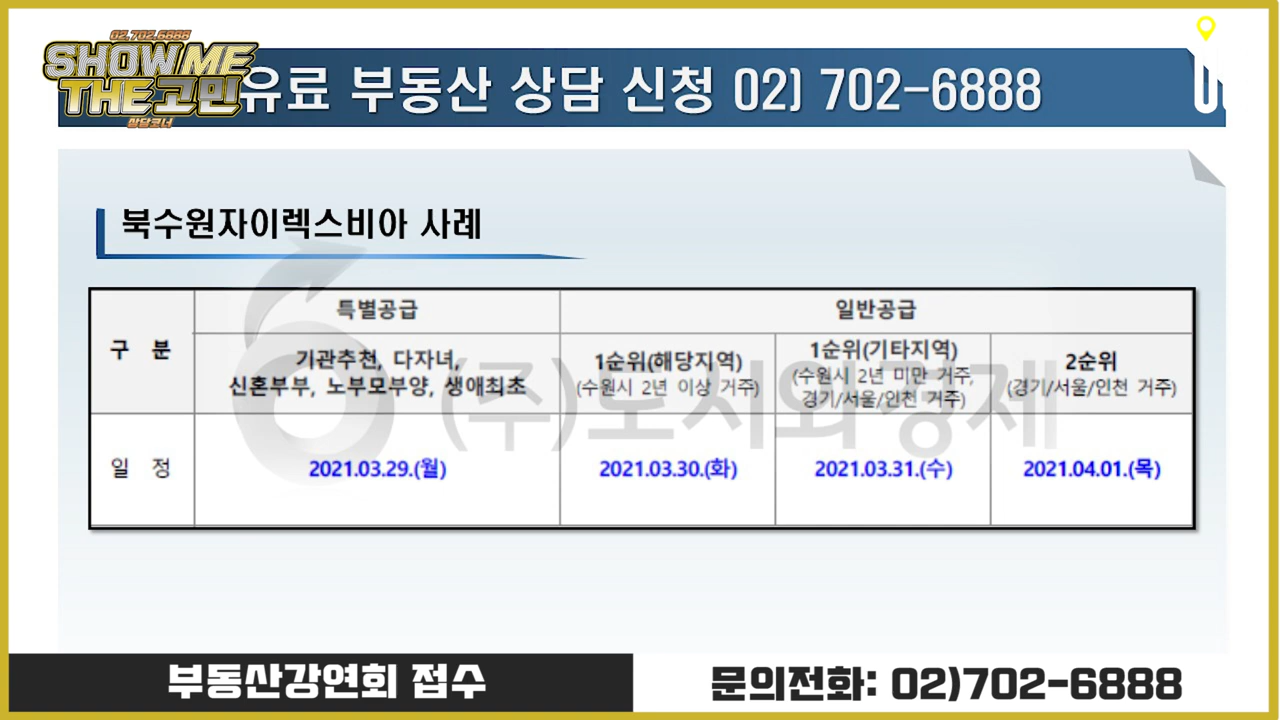 02.702.6888
SHOW ME
THE 고민
상담코너
유료 부동산 상담 신청 02) 702-6888
북수원자이렉스비아 사례
구 분
특별공급
일반공급
기관추천, 다자녀,
신혼부부, 노부모부양, 생애최초
1순위(해당지역)
(수원시 2년 이상 거주)
1순위(기타지역)
(수원시 2년 미만 거주,
경기/서울/인천 거주)
2순위
(경기/서울/인천 거주)
(주)도시와경제
일 정
2021.03.29.(월)
2021.03.30.(화)
2021.03.31.(수)
2021.04.01.(목)
부동산강연회 접수
문의전화: 02)702-6888